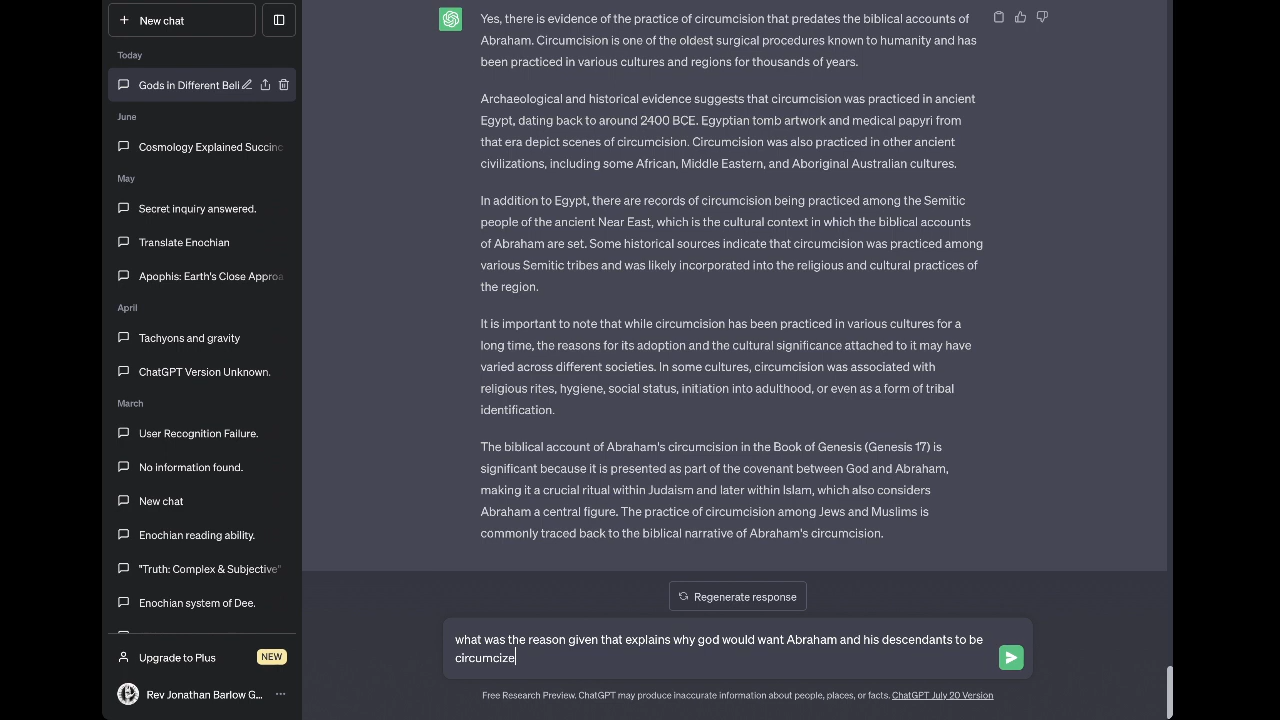 New chat
Today
Gods in Different Beli
June
Cosmology Explained Succinc
May
Secret inquiry answered.
Translate Enochian
Apophis: Earth's Close Approa
April
Tachyons and gravity
ChatGPT Version Unknown.
March
User Recognition Failure.
No information found.
New chat
Enochian reading ability.
"Truth: Complex & Subjective"
Enochian system of Dee.
Upgrade to Plus NEW
Rev Jonathan Barlow G...
Yes, there is evidence of the practice of circumcision that predates the biblical accounts of
Abraham. Circumcision is one of the oldest surgical procedures known to humanity and has
been practiced in various cultures and regions for thousands of years.
Archaeological and historical evidence suggests that circumcision was practiced in ancient
Egypt, dating back to around 2400 BCE. Egyptian tomb artwork and medical papyri from
that era depict scenes of circumcision. Circumcision was also practiced in other ancient
civilizations, including some African, Middle Eastern, and Aboriginal Australian cultures.
In addition to Egypt, there are records of circumcision being practiced among the Semitic
people of the ancient Near East, which is the cultural context in which the biblical accounts
of Abraham are set. Some historical sources indicate that circumcision was practiced among
various Semitic tribes and was likely incorporated into the religious and cultural practices of
the region.
It is important to note that while circumcision has been practiced in various cultures for a
long time, the reasons for its adoption and the cultural significance attached to it may have
varied across different societies. In some cultures, circumcision was associated with
religious rites, hygiene, social status, initiation into adulthood, or even as a form of tribal
identification.
The biblical account of Abraham's circumcision in the Book of Genesis (Genesis 17) is
significant because it is presented as part of the covenant between God and Abraham,
making it a crucial ritual within Judaism and later within Islam, which also considers
Abraham a central figure. The practice of circumcision among Jews and Muslims is
commonly traced back to the biblical narrative of Abraham's circumcision.
Regenerate response
what was the reason given that explains why god would want Abraham and his descendants to be
circumcize
Free Research Preview. ChatGPT may produce inaccurate information about people, places, or facts. ChatGPT July 20 Version